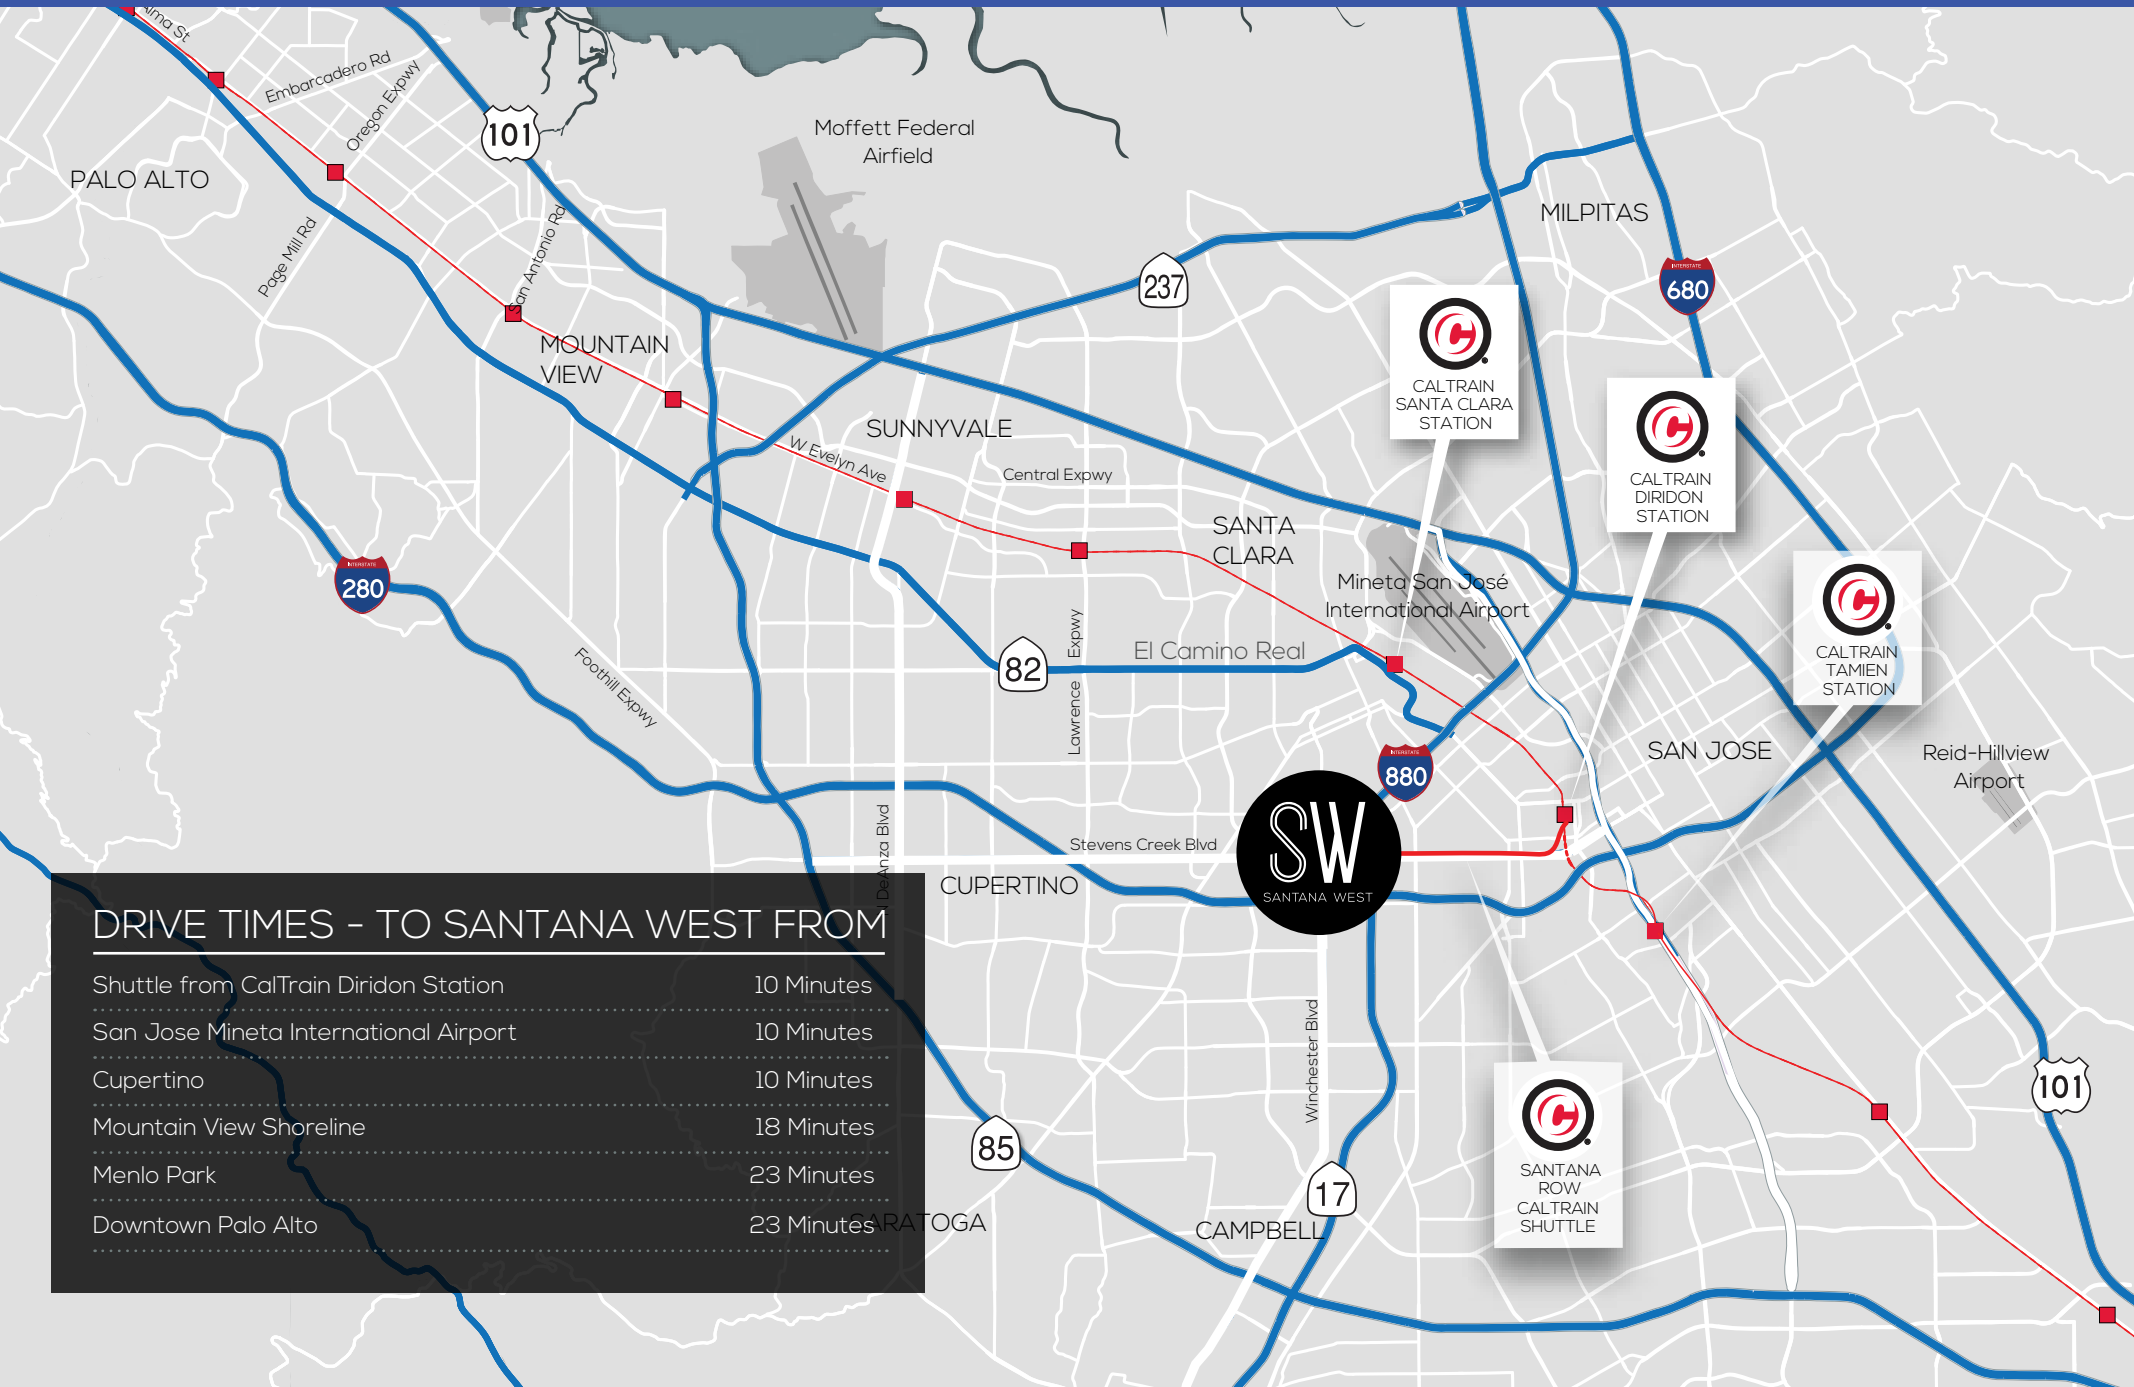 Alma St
Embarcadero Rd
Oregon Expwy
101
PALO ALTO
Page Mill Rd
San Antonio Rd
Moffett Federal
Airfield
237
MILPITAS
INTERSTATE
680
MOUNTAIN
VIEW
SUNNYVALE
W Evelyn Ave
Central Expwy
SANTA
CLARA
CALTRAIN
SANTA CLARA
STATION
CALTRAIN
DIRIDON
STATION
Mineta San José
International Airport
CALTRAIN
TAMIEN
STATION
INTERSTATE
280
Foothill Expwy
82
El Camino Real
Lawrence Expwy
INTERSTATE
880
SAN JOSE
Reid-Hillview
Airport
N DeAnza Blvd
Stevens Creek Blvd
CUPERTINO
SW
SANTANA WEST
DRIVE TIMES - TO SANTANA WEST FROM
Shuttle from CalTrain Diridon Station 10 Minutes
San Jose Mineta International Airport 10 Minutes
Cupertino 10 Minutes
Mountain View Shoreline 18 Minutes
Menlo Park 23 Minutes
Downtown Palo Alto 23 Minutes
SARATOGA
85
Winchester Blvd
17
CAMPBELL
SANTANA
ROW
CALTRAIN
SHUTTLE
101